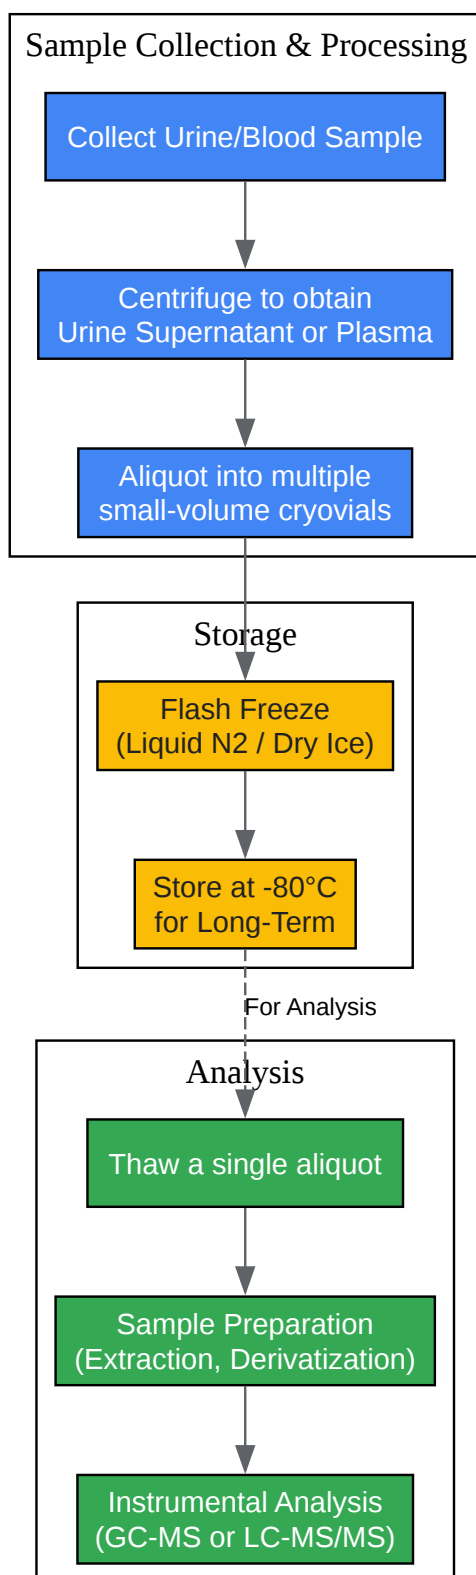 Sample Collection & Processing
Collect Urine/Blood Sample
Centrifuge to obtain
Urine Supernatant or Plasma
Aliquot into multiple
small-volume cryovials
Storage
Flash Freeze
(Liquid N2 / Dry Ice)
Store at -80°C
for Long-Term
For Analysis
Analysis
Thaw a single aliquot
Sample Preparation
(Extraction, Derivatization)
Instrumental Analysis
(GC-MS or LC-MS/MS)